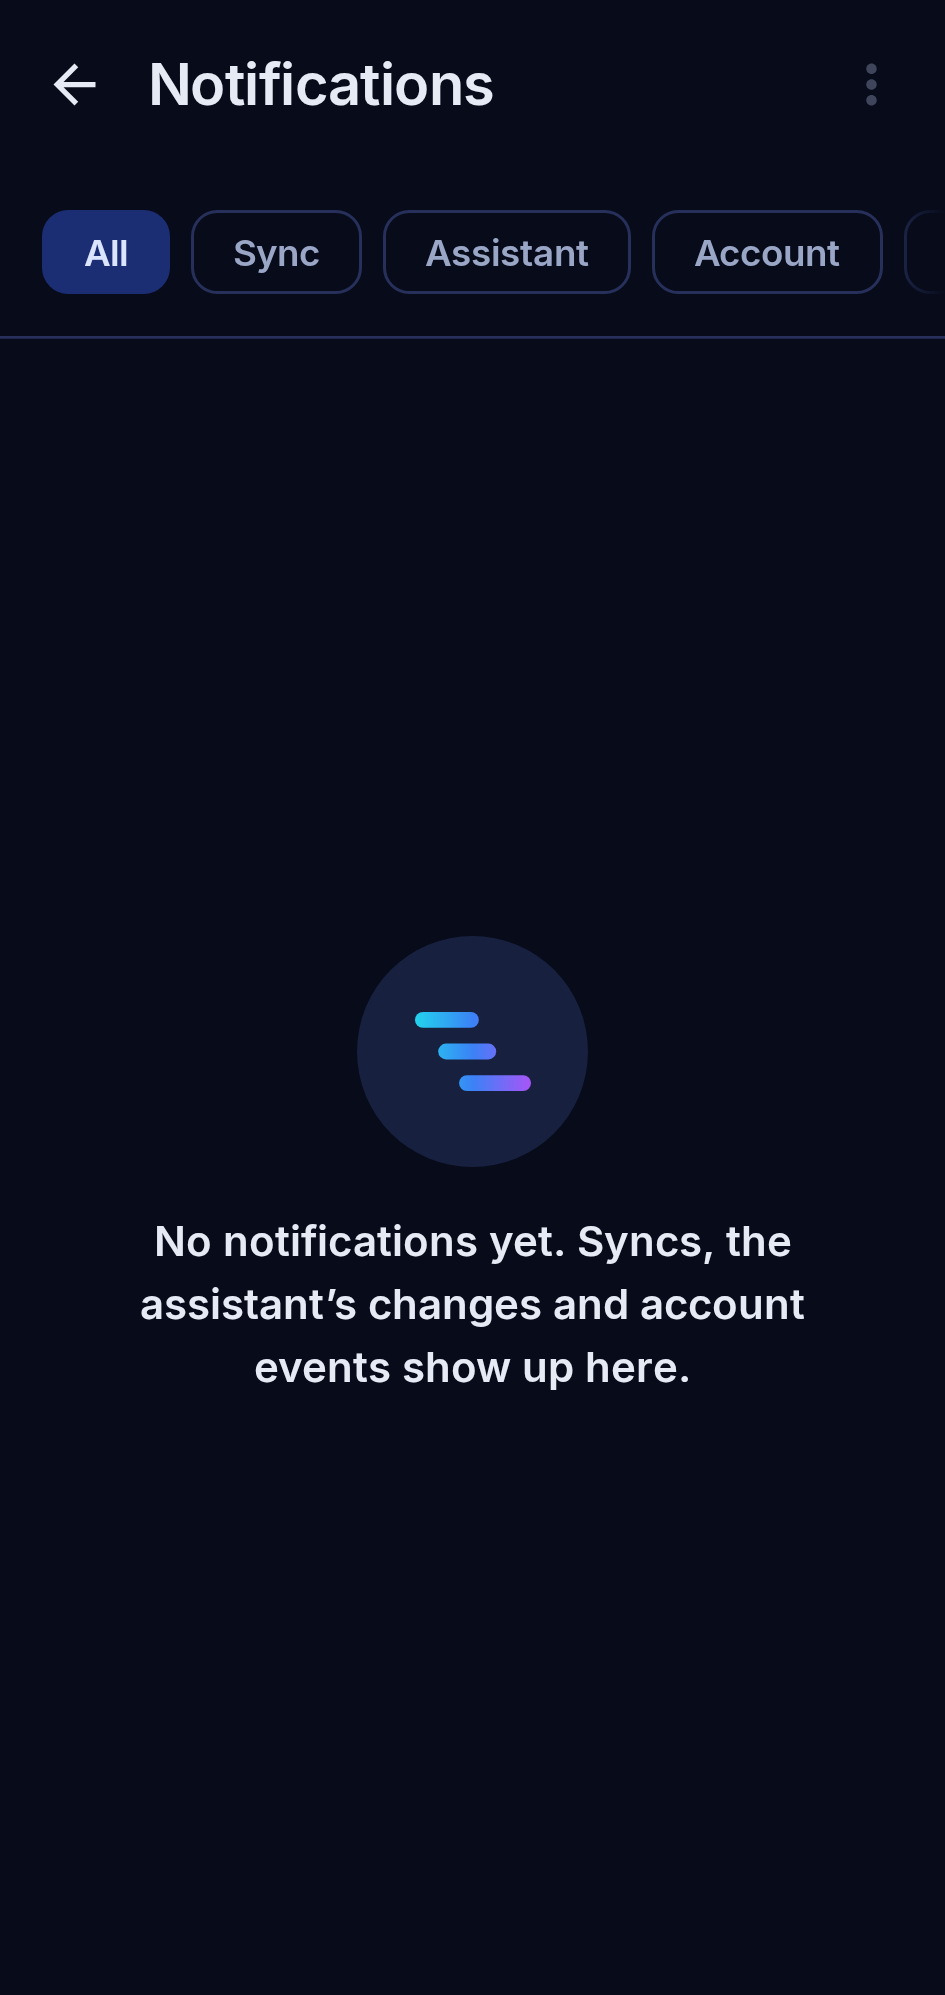 Notifications
All
Sync
Assistant
Account
No notifications yet. Syncs, the
assistant’s changes and account
events show up here.